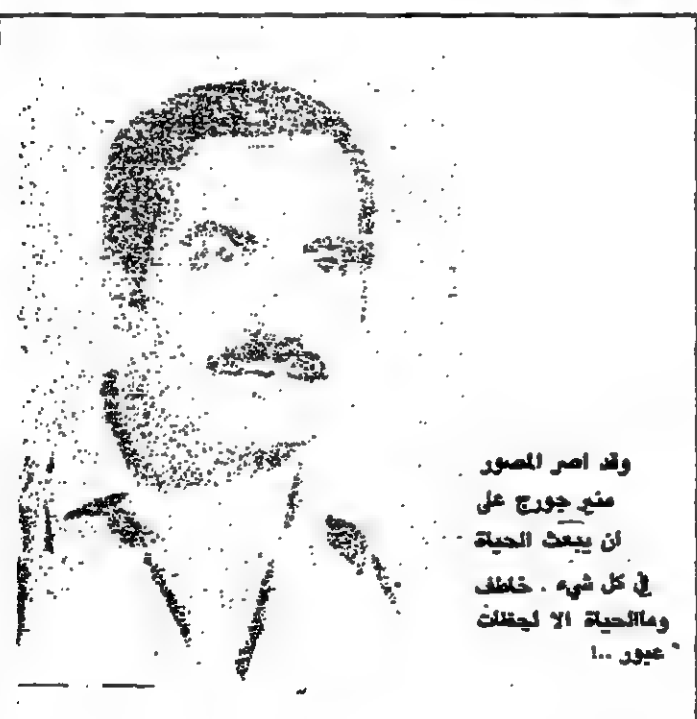 وقد اصر المصور
منير جورج على
ان يبعث الحياة
في كل شيء . خاطف
وماالحياة الا لحظات
عبور ..!